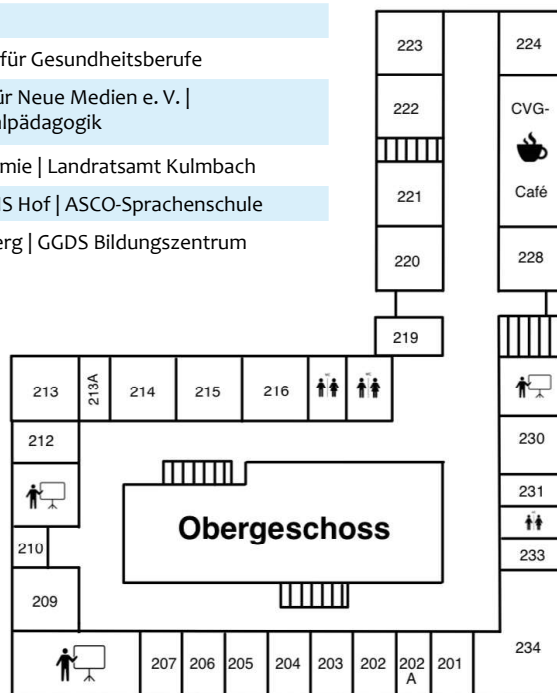 für Gesundheitsberufe
ür Neue Medien e. V. |
alpädagogik
mie | Landratsamt Kulmbach
IS Hof | ASCO-Sprachenschule
erg | GGDS Bildungszentrum
223
224
222
CVG-
Café
221
220
228
219
213
213A
214
215
216
212
230
231
210
Obergeschoss
233
209
207
206
205
204
203
202
202
A
201
234